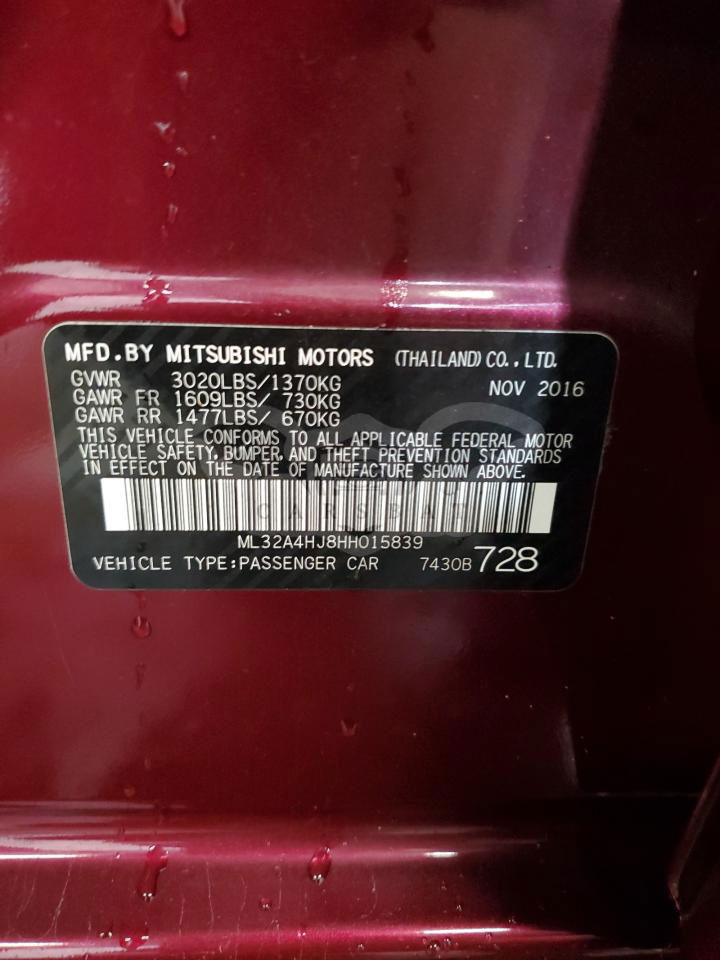 MFD.BY MITSUBISHI MOTORS (THAILAND) CO.,LTD.
GVWR 3020LBS/1370KG NOV 2016
GAWR FR 1609LBS/ 730KG
GAWR RR 1477LBS/ 670KG
THIS VEHICLE CONFORMS TO ALL APPLICABLE FEDERAL MOTOR
VEHICLE SAFETY, BUMPER, AND THEFT PREVENTION STANDARDS
IN EFFECT ON THE DATE OF MANUFACTURE SHOWN ABOVE.
ML32A4HJ8HH015839
VEHICLE TYPE:PASSENGER CAR 7430B 728